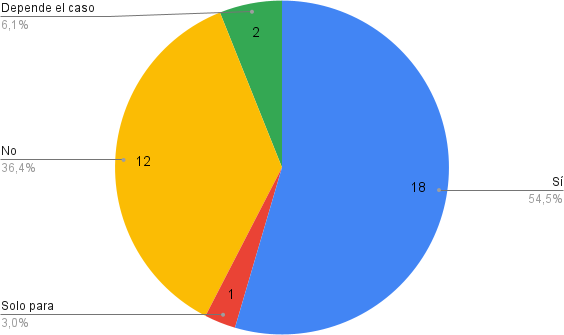 Depende el caso
6,1%
2
No
36,4%
12
18
Sí
54,5%
1
Solo para
3,0%